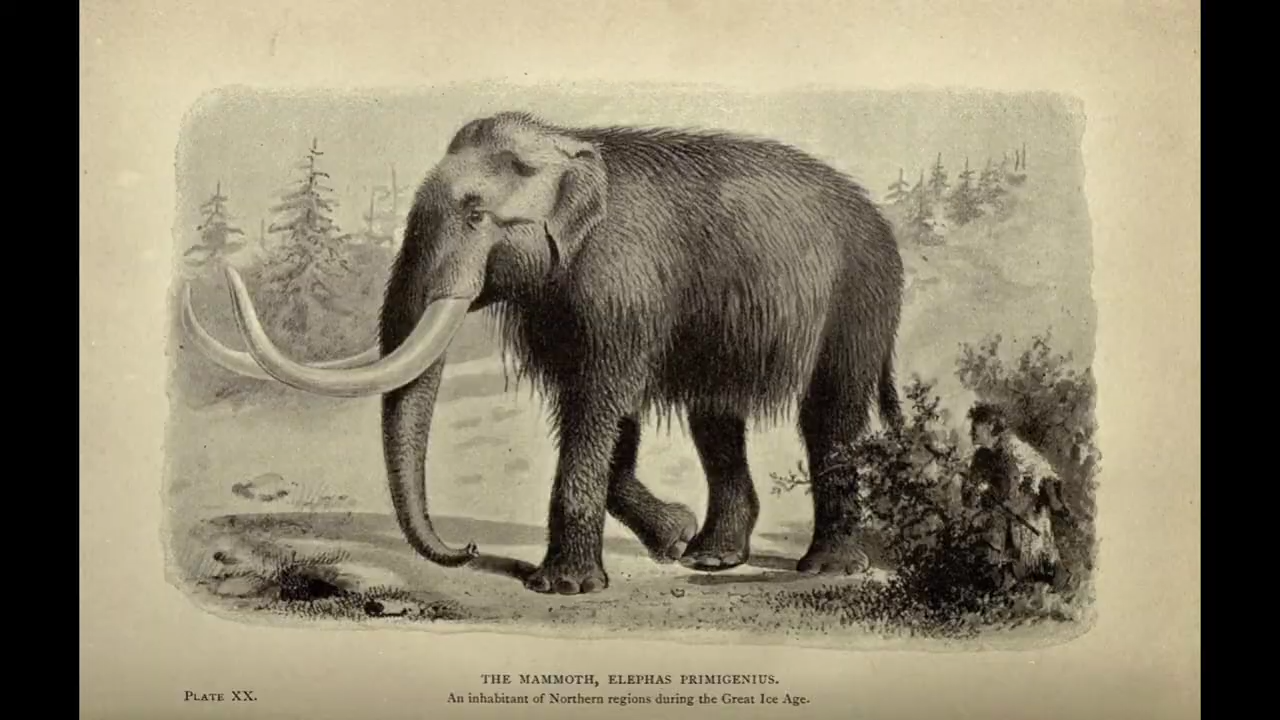 THE MAMMOTH, ELEPHAS PRIMIGENIUS.
PLATE XX.
An inhabitant of Northern regions during the Great Ice Age.